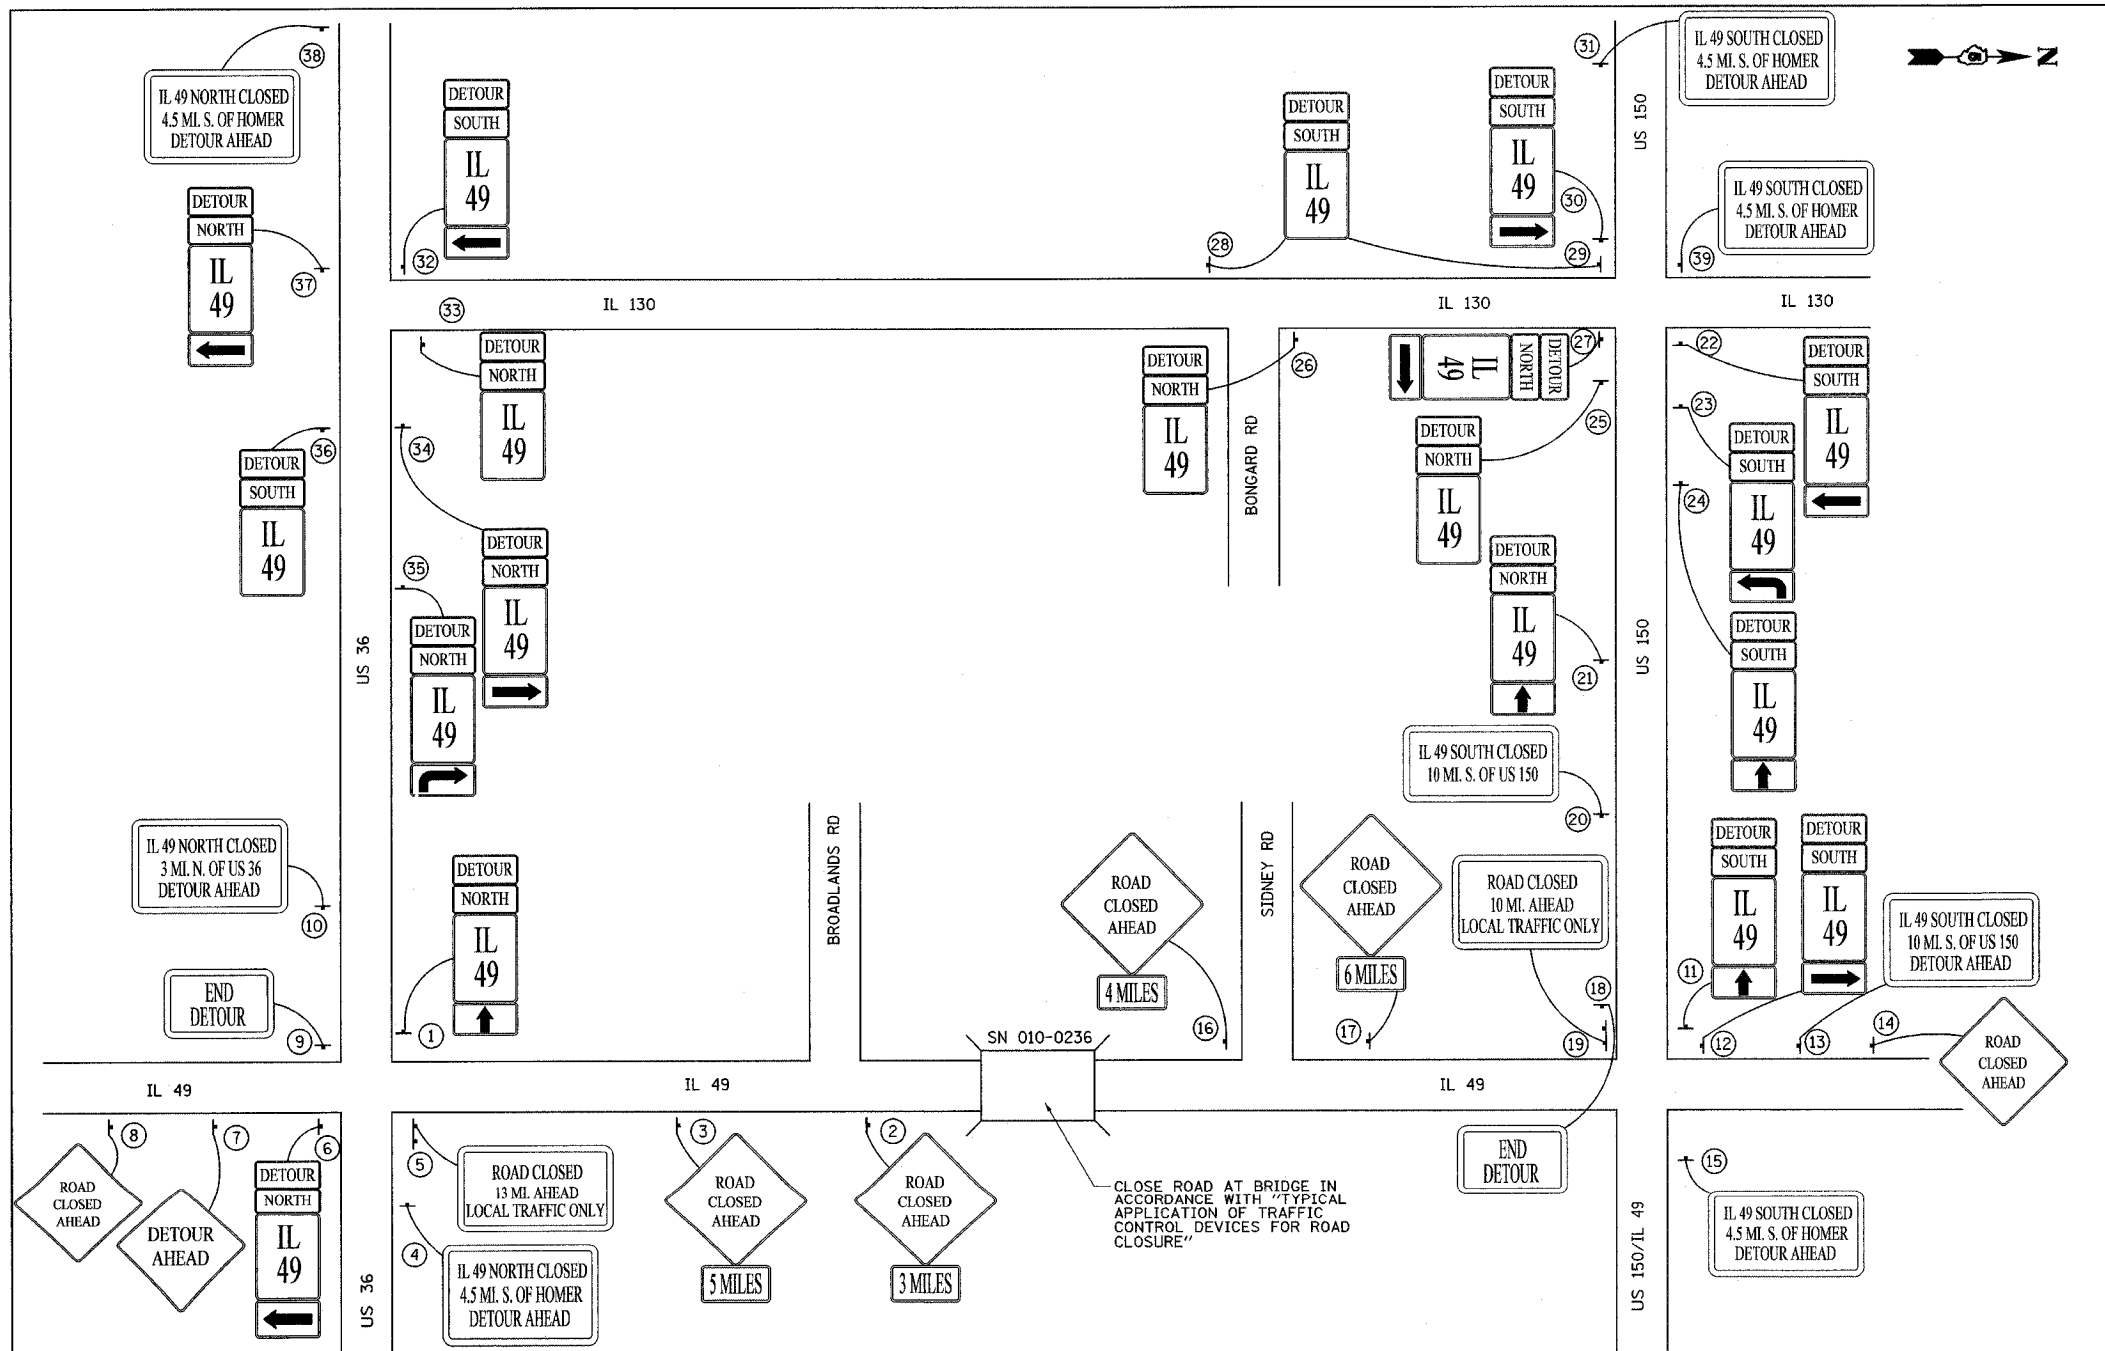 38
IL 49 NORTH CLOSED
4.5 MI. S. OF HOMER
DETOUR AHEAD
DETOUR
NORTH
IL
49
37
DETOUR
SOUTH
IL
49
36
US 36
IL 49 NORTH CLOSED
3 MI. N. OF US 36
DETOUR AHEAD
10
END
DETOUR
9
IL 49
8
ROAD
CLOSED
AHEAD
7
DETOUR
AHEAD
6
DETOUR
NORTH
IL
49
US 36
DETOUR
SOUTH
IL
49
32
33
IL 130
DETOUR
NORTH
IL
49
34
DETOUR
NORTH
IL
49
35
DETOUR
NORTH
IL
49
DETOUR
NORTH
IL
49
1
BROADLANDS RD
IL 49
5
ROAD CLOSED
13 MI. AHEAD
LOCAL TRAFFIC ONLY
4
IL 49 NORTH CLOSED
4.5 MI. S. OF HOMER
DETOUR AHEAD
3
ROAD
CLOSED
AHEAD
5 MILES
2
ROAD
CLOSED
AHEAD
3 MILES
SN 010-0236
CLOSE ROAD AT BRIDGE IN
ACCORDANCE WITH "TYPICAL
APPLICATION OF TRAFFIC
CONTROL DEVICES FOR ROAD
CLOSURE"
ROAD
CLOSED
AHEAD
4 MILES
16
SIDNEY RD
DETOUR
NORTH
IL
49
26
BONGARD RD
28
DETOUR
SOUTH
IL
49
29
DETOUR
SOUTH
IL
49
30
31
IL 49 SOUTH CLOSED
4.5 MI. S. OF HOMER
DETOUR AHEAD
N
US 150
IL 49 SOUTH CLOSED
4.5 MI. S. OF HOMER
DETOUR AHEAD
39
IL 130
IL 130
27
DETOUR
NORTH
IL
49
25
DETOUR
NORTH
IL
49
DETOUR
NORTH
IL
49
21
US 150
IL 49 SOUTH CLOSED
10 MI. S. OF US 150
20
ROAD
CLOSED
AHEAD
6 MILES
17
ROAD CLOSED
10 MI. AHEAD
LOCAL TRAFFIC ONLY
18
19
IL 49
END
DETOUR
US 150/IL 49
22
DETOUR
SOUTH
IL
49
23
DETOUR
SOUTH
IL
49
24
DETOUR
SOUTH
IL
49
11
DETOUR
SOUTH
IL
49
12
DETOUR
SOUTH
IL
49
13
IL 49 SOUTH CLOSED
10 MI. S. OF US 150
DETOUR AHEAD
14
ROAD
CLOSED
AHEAD
15
IL 49 SOUTH CLOSED
4.5 MI. S. OF HOMER
DETOUR AHEAD